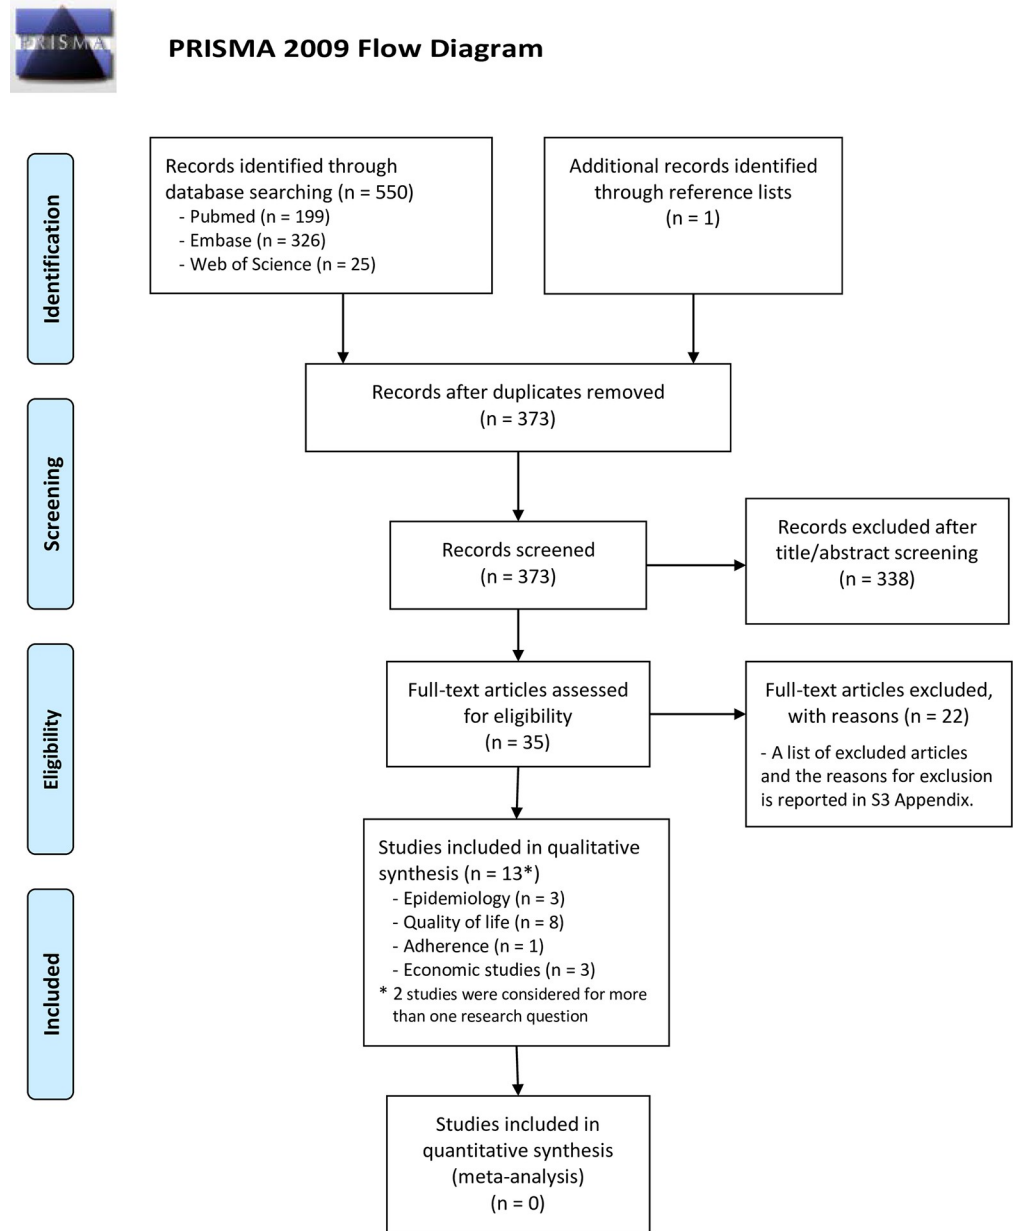 PRISMA
PRISMA 2009 Flow Diagram
Identification
Records identified through
database searching (n = 550)
- Pubmed (n = 199)
- Embase (n = 326)
- Web of Science (n = 25)
Additional records identified
through reference lists
(n = 1)
Records after duplicates removed
(n = 373)
Screening
Records screened
(n = 373)
Records excluded after
title/abstract screening
(n = 338)
Eligibility
Full-text articles assessed
for eligibility
(n = 35)
Full-text articles excluded,
with reasons (n = 22)
- A list of excluded articles
and the reasons for exclusion
is reported in S3 Appendix.
Included
Studies included in qualitative
synthesis (n = 13*)
- Epidemiology (n = 3)
- Quality of life (n = 8)
- Adherence (n = 1)
- Economic studies (n = 3)
* 2 studies were considered for more
than one research question
Studies included in
quantitative synthesis
(meta-analysis)
(n = 0)